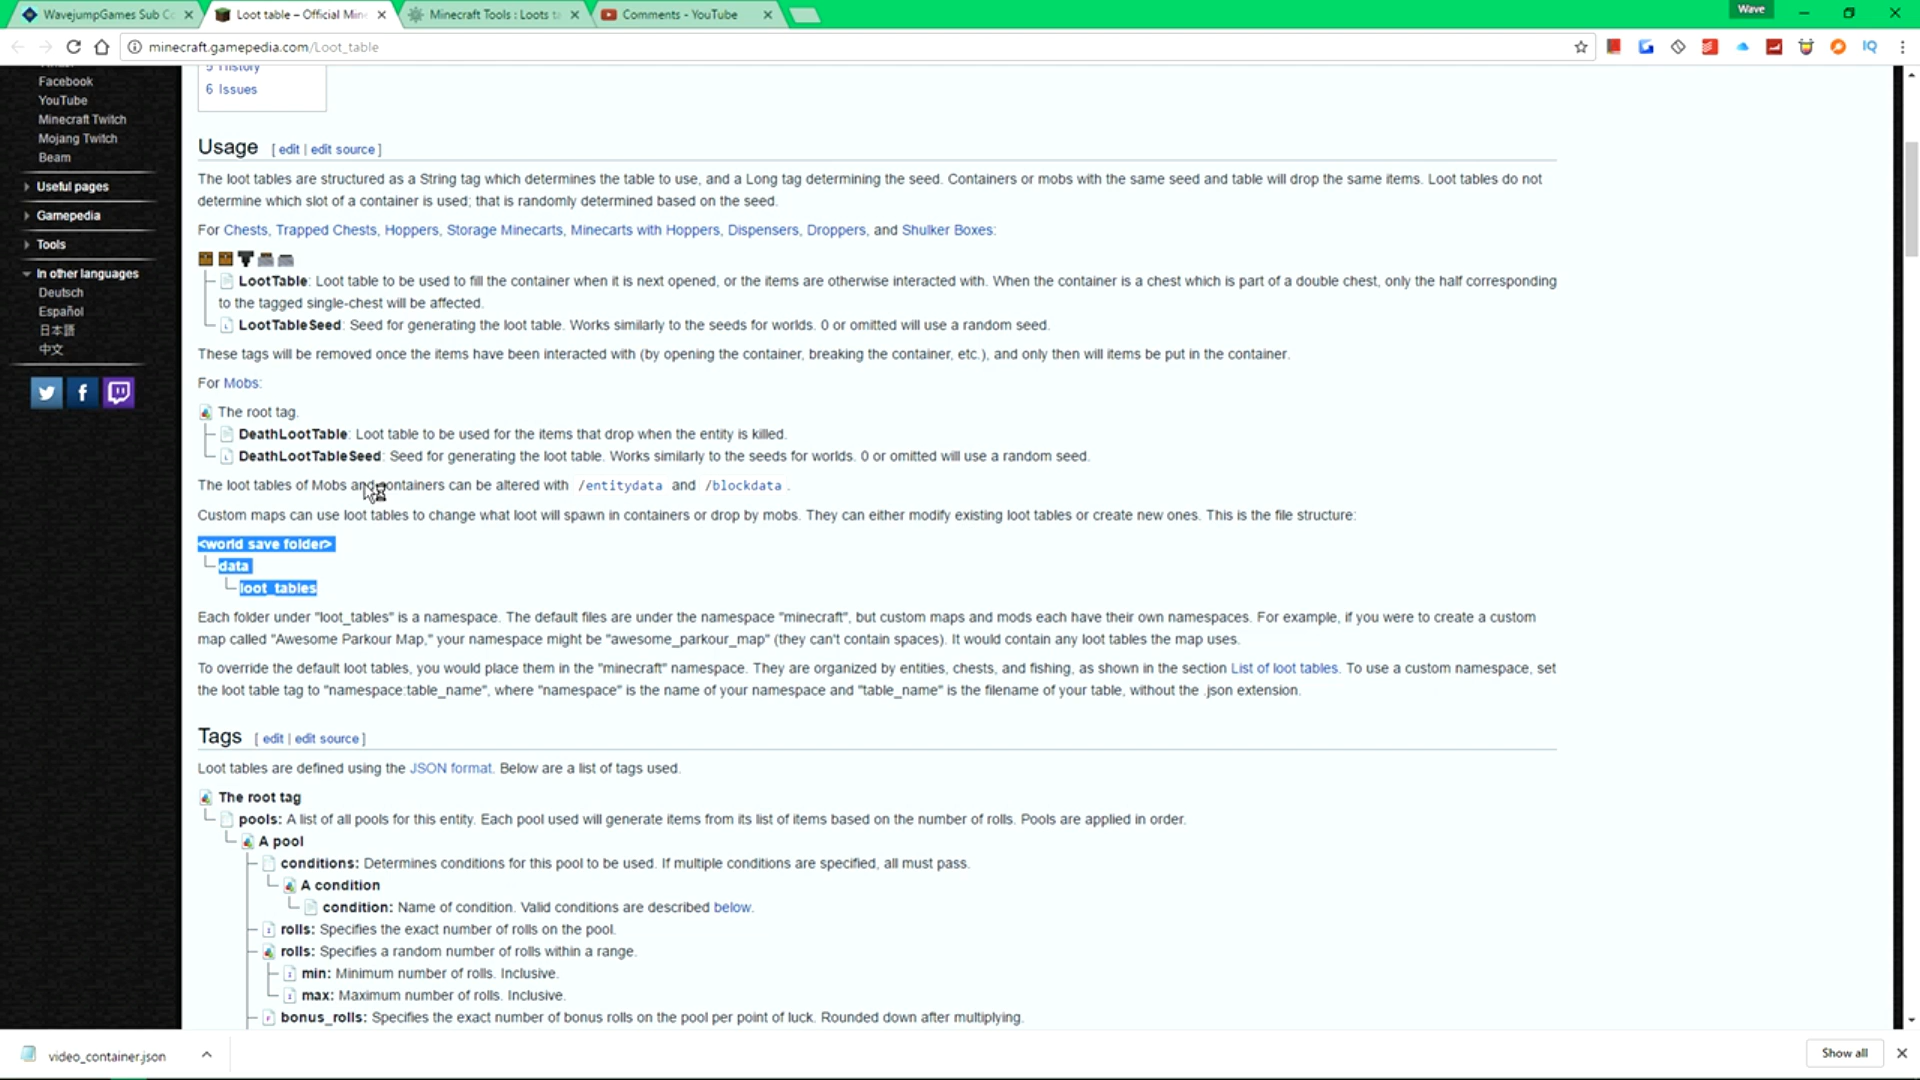 WavejumpGames Sub Co
Loot table – Official Mine
Minecraft Tools : Loots ta
Comments - YouTube
Wave
minecraft.gamepedia.com/Loot_table
IQ
Facebook
YouTube
Minecraft Twitch
Mojang Twitch
Beam
Useful pages
Gamepedia
Tools
In other languages
Deutsch
Español
日本語
中文
5 History
6 Issues
Usage [ edit | edit source ]
The loot tables are structured as a String tag which determines the table to use, and a Long tag determining the seed. Containers or mobs with the same seed and table will drop the same items. Loot tables do not
determine which slot of a container is used; that is randomly determined based on the seed.
For Chests, Trapped Chests, Hoppers, Storage Minecarts, Minecarts with Hoppers, Dispensers, Droppers, and Shulker Boxes:
LootTable: Loot table to be used to fill the container when it is next opened, or the items are otherwise interacted with. When the container is a chest which is part of a double chest, only the half corresponding
to the tagged single-chest will be affected.
LootTableSeed: Seed for generating the loot table. Works similarly to the seeds for worlds. 0 or omitted will use a random seed.
These tags will be removed once the items have been interacted with (by opening the container, breaking the container, etc.), and only then will items be put in the container.
For Mobs:
The root tag.
DeathLootTable: Loot table to be used for the items that drop when the entity is killed.
DeathLootTableSeed: Seed for generating the loot table. Works similarly to the seeds for worlds. 0 or omitted will use a random seed.
The loot tables of Mobs and containers can be altered with /entitydata and /blockdata .
Custom maps can use loot tables to change what loot will spawn in containers or drop by mobs. They can either modify existing loot tables or create new ones. This is the file structure:
<world save folder>
data
loot_tables
Each folder under "loot_tables" is a namespace. The default files are under the namespace "minecraft", but custom maps and mods each have their own namespaces. For example, if you were to create a custom
map called "Awesome Parkour Map," your namespace might be "awesome_parkour_map" (they can't contain spaces). It would contain any loot tables the map uses.
To override the default loot tables, you would place them in the "minecraft" namespace. They are organized by entities, chests, and fishing, as shown in the section List of loot tables. To use a custom namespace, set
the loot table tag to "namespace:table_name", where "namespace" is the name of your namespace and "table_name" is the filename of your table, without the .json extension.
Tags [ edit | edit source ]
Loot tables are defined using the JSON format. Below are a list of tags used.
The root tag
pools: A list of all pools for this entity. Each pool used will generate items from its list of items based on the number of rolls. Pools are applied in order.
A pool
conditions: Determines conditions for this pool to be used. If multiple conditions are specified, all must pass.
A condition
condition: Name of condition. Valid conditions are described below.
rolls: Specifies the exact number of rolls on the pool.
rolls: Specifies a random number of rolls within a range.
min: Minimum number of rolls. Inclusive.
max: Maximum number of rolls. Inclusive.
bonus_rolls: Specifies the exact number of bonus rolls on the pool per point of luck. Rounded down after multiplying.
video_container.json
Show all